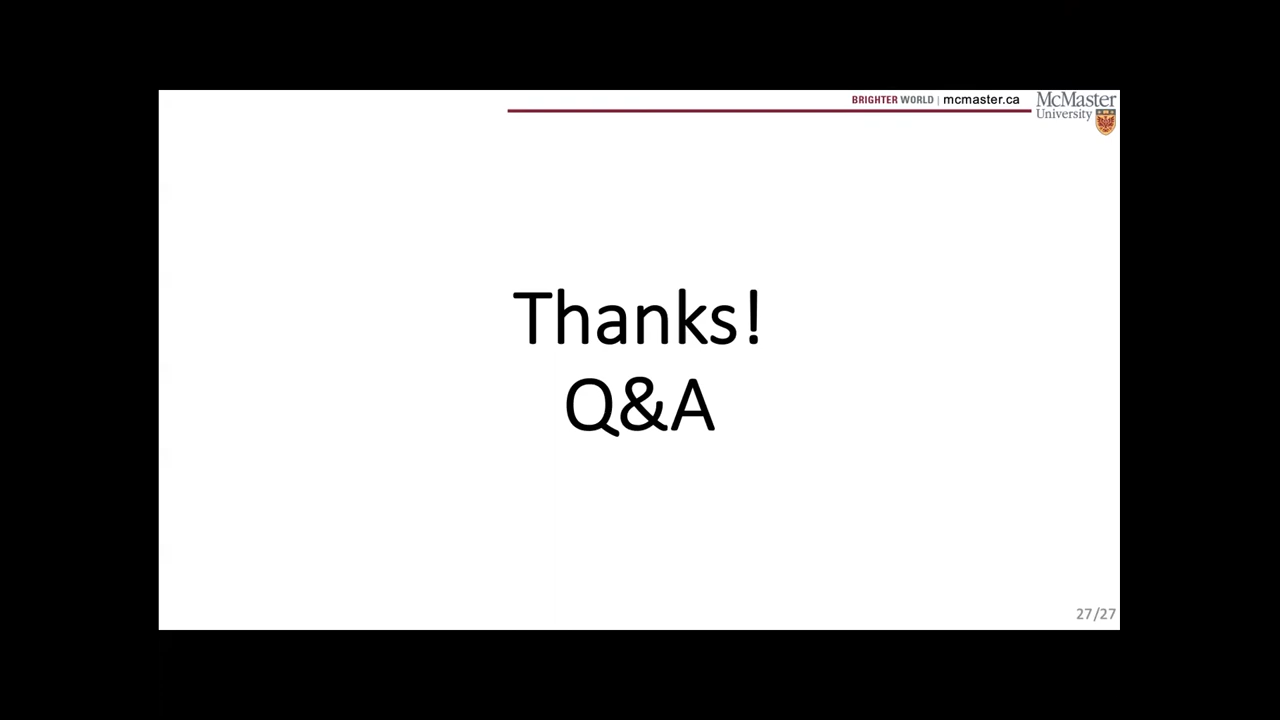 BRIGHTER WORLD | mcmaster.ca
McMaster
University
Thanks!
Q&A
27/27